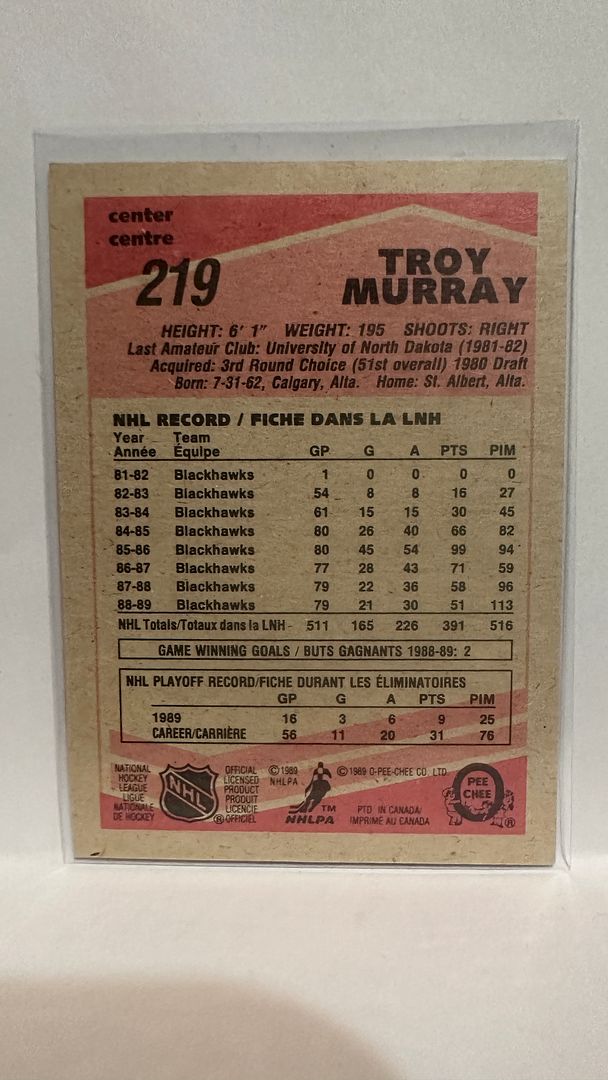 center
centre
219
TROY
MURRAY
HEIGHT: 6' 1" WEIGHT: 195 SHOOTS: RIGHT
Last Amateur Club: University of North Dakota (1981-82)
Acquired: 3rd Round Choice (51st overall) 1980 Draft
Born: 7-31-62, Calgary, Alta. Home: St. Albert, Alta.
NHL RECORD / FICHE DANS LA LNH
Year Team
Année Équipe GP G A PTS PIM
81-82 Blackhawks 1 0 0 0 0
82-83 Blackhawks 54 8 8 16 27
83-84 Blackhawks 61 15 15 30 45
84-85 Blackhawks 80 26 40 66 82
85-86 Blackhawks 80 45 54 99 94
86-87 Blackhawks 77 28 43 71 59
87-88 Blackhawks 79 22 36 58 96
88-89 Blackhawks 79 21 30 51 113
NHL Totals/Totaux dans la LNH - 511 165 226 391 516
GAME WINNING GOALS / BUTS GAGNANTS 1988-89: 2
NHL PLAYOFF RECORD/FICHE DURANT LES ÉLIMINATOIRES
GP G A PTS PIM
1989 16 3 6 9 25
CAREER/CARRIÈRE 56 11 20 31 76
NATIONAL
HOCKEY
LEAGUE
LIGUE
NATIONALE
DE HOCKEY
NHL
®
OFFICIAL
LICENSED
PRODUCT
PRODUIT
LICENCIE
OFFICIEL
©1989
NHLPA
TM
NHLPA
©1989 O-PEE-CHEE CO. LTD.
PTD IN CANADA/
IMPRIMÉ AU CANADA
O
PEE
CHEE
®